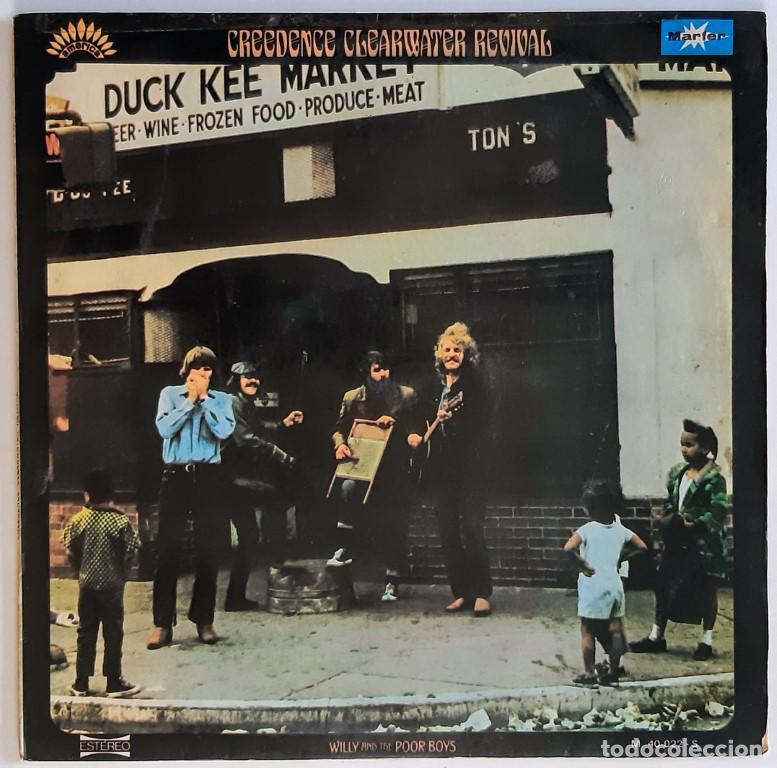 america
CREEDENCE CLEARWATER REVIVAL
Marfer
DUCK KEE MARKET
EER·WINE·FROZEN FOOD·PRODUCE·MEAT
TON'S
ESTEREO
WILLY AND THE POOR BOYS
todocoleccion